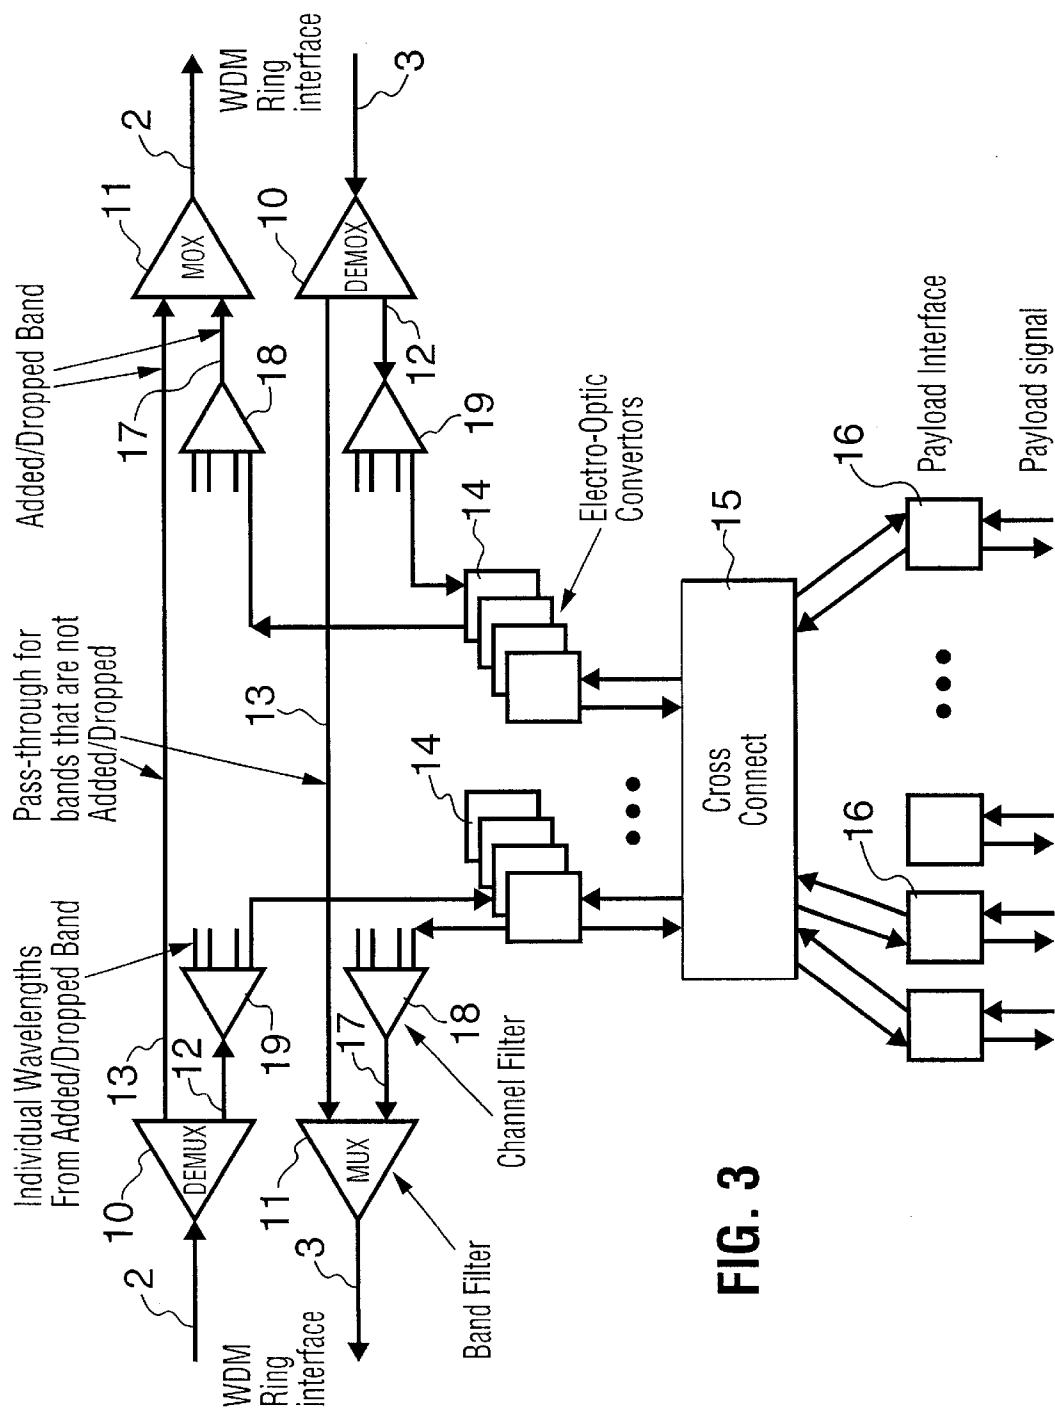 WDM
Ring
interface
2
10
DEMUX
12
13
19
Individual Wavelengths
From Added/Dropped Band
Pass-through for
bands that are not
Added/Dropped
Added/Dropped Band
17
18
11
MOX
2
WDM
Ring
interface
WDM
Ring
interface
3
11
MUX
Band Filter
17
18
Channel Filter
13
12
19
10
DEMOX
3
14
14
Electro-Optic
Convertors
Cross
Connect
15
16
16
Payload Interface
Payload signal
FIG. 3